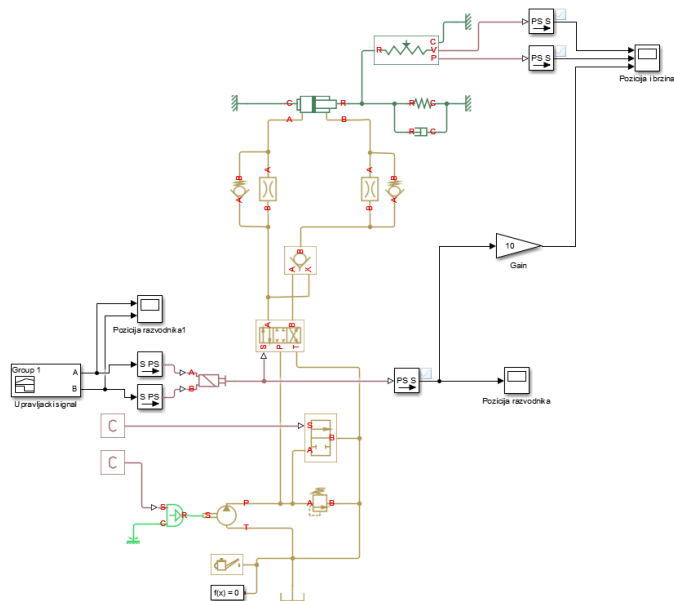 C
V
R
P
PS S
PS S
Pozicija i brzina
C
R
A
B
R
C
R
C
B
A
A
B
A
B
B
A
B
A
X
10
Gain
A
B
S
P
T
Pozicija razvodnika1
Group 1
A
B
Upravljacki signal
S PS
S PS
A
B
PS S
Pozicija razvodnika
C
S
B
A
C
S
R
C
S
P
T
A
B
f(x) = 0